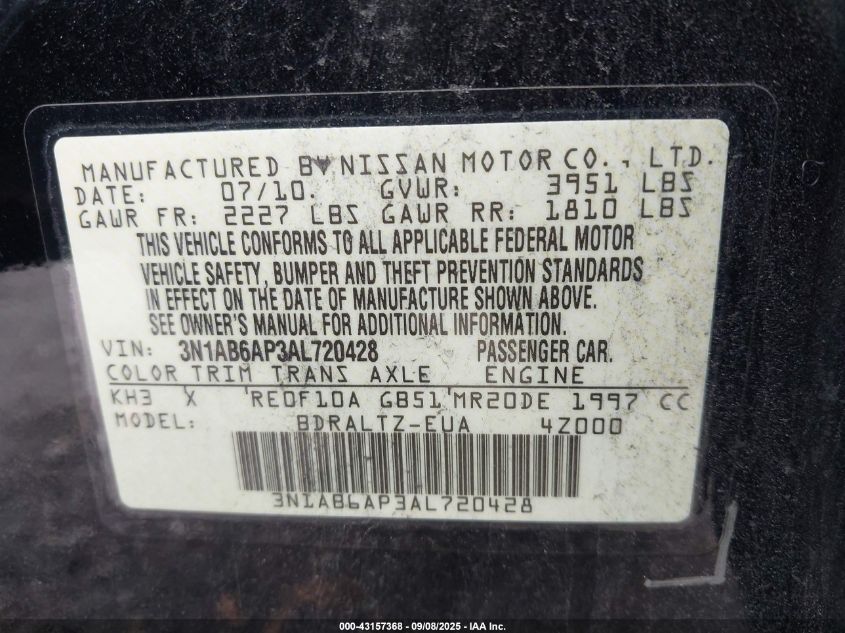 MANUFACTURED BY NISSAN MOTOR CO., LTD.
DATE: 07/10. GVWR: 3951 LBS
GAWR FR: 2227 LBS GAWR RR: 1810 LBS
THIS VEHICLE CONFORMS TO ALL APPLICABLE FEDERAL MOTOR
VEHICLE SAFETY, BUMPER AND THEFT PREVENTION STANDARDS
IN EFFECT ON THE DATE OF MANUFACTURE SHOWN ABOVE.
SEE OWNER'S MANUAL FOR ADDITIONAL INFORMATION.
VIN: 3N1AB6AP3AL720428 PASSENGER CAR.
COLOR TRIM TRANS AXLE ENGINE
KH3 X RE0F10A GB51 MR20DE 1997 CC
MODEL: BDRALTZ-EUA 4Z000
3N1AB6AP3AL720428
000-43157368 - 09/08/2025 - IAA Inc.